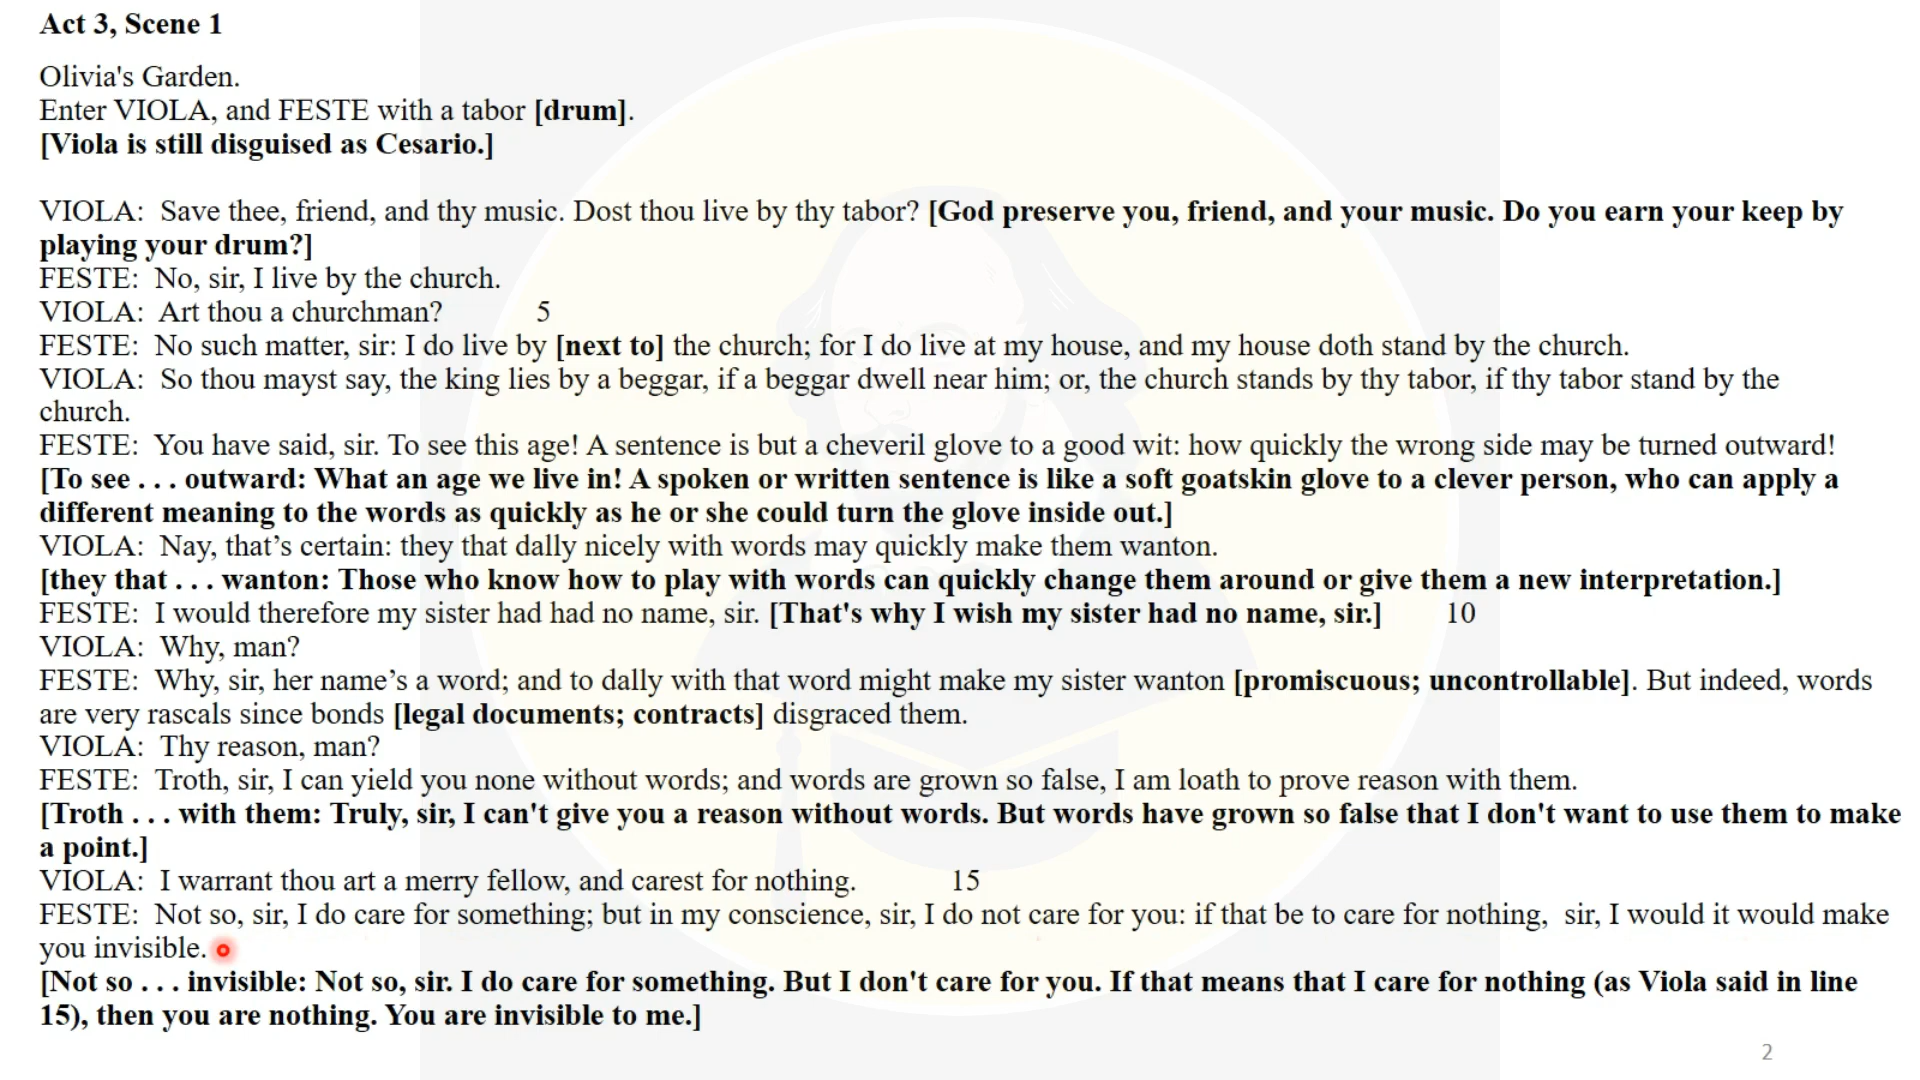 Act 3, Scene 1
Olivia's Garden.
Enter VIOLA, and FESTE with a tabor [drum].
[Viola is still disguised as Cesario.]
VIOLA:  Save thee, friend, and thy music. Dost thou live by thy tabor? [God preserve you, friend, and your music. Do you earn your keep by
playing your drum?]
FESTE:  No, sir, I live by the church.
VIOLA:  Art thou a churchman? 5
FESTE:  No such matter, sir: I do live by [next to] the church; for I do live at my house, and my house doth stand by the church.
VIOLA:  So thou mayst say, the king lies by a beggar, if a beggar dwell near him; or, the church stands by thy tabor, if thy tabor stand by the
church.
FESTE:  You have said, sir. To see this age! A sentence is but a cheveril glove to a good wit: how quickly the wrong side may be turned outward!
[To see . . . outward: What an age we live in! A spoken or written sentence is like a soft goatskin glove to a clever person, who can apply a
different meaning to the words as quickly as he or she could turn the glove inside out.]
VIOLA:  Nay, that’s certain: they that dally nicely with words may quickly make them wanton.
[they that . . . wanton: Those who know how to play with words can quickly change them around or give them a new interpretation.]
FESTE:  I would therefore my sister had had no name, sir. [That's why I wish my sister had no name, sir.] 10
VIOLA:  Why, man?
FESTE:  Why, sir, her name’s a word; and to dally with that word might make my sister wanton [promiscuous; uncontrollable]. But indeed, words
are very rascals since bonds [legal documents; contracts] disgraced them.
VIOLA:  Thy reason, man?
FESTE:  Troth, sir, I can yield you none without words; and words are grown so false, I am loath to prove reason with them.
[Troth . . . with them: Truly, sir, I can't give you a reason without words. But words have grown so false that I don't want to use them to make
a point.]
VIOLA:  I warrant thou art a merry fellow, and carest for nothing. 15
FESTE:  Not so, sir, I do care for something; but in my conscience, sir, I do not care for you: if that be to care for nothing,  sir, I would it would make
you invisible.
[Not so . . . invisible: Not so, sir. I do care for something. But I don't care for you. If that means that I care for nothing (as Viola said in line
15), then you are nothing. You are invisible to me.]
2